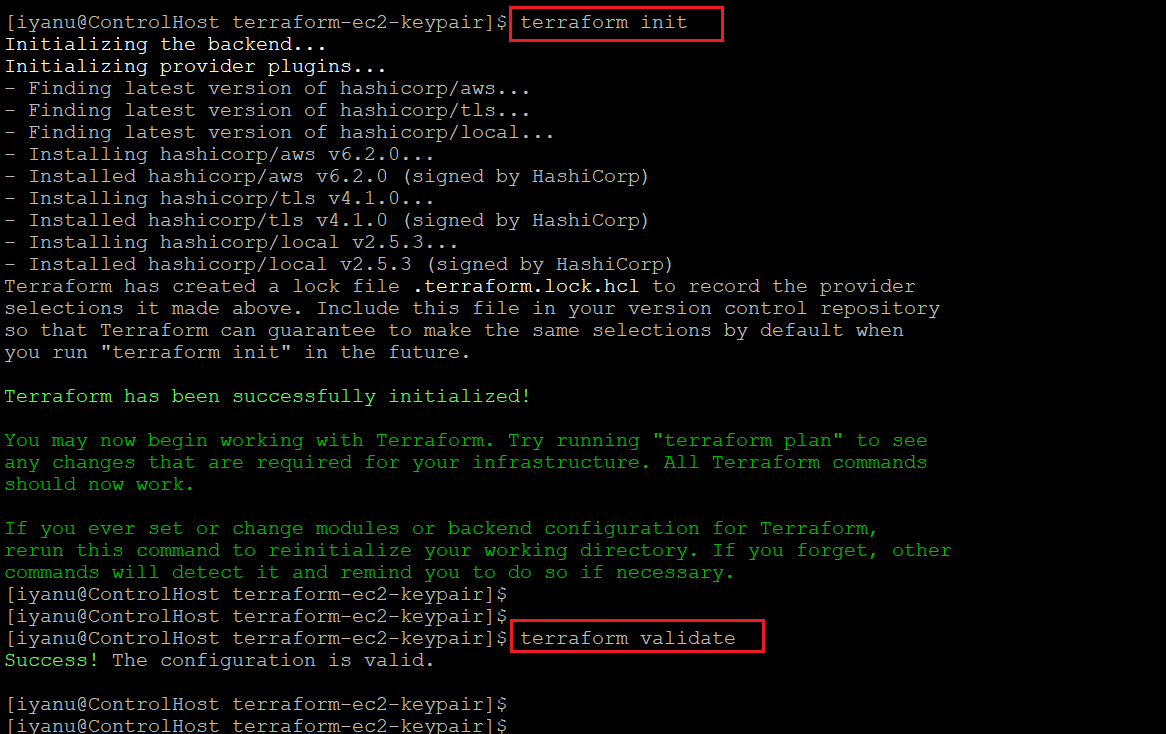 [iyanu@ControlHost terraform-ec2-keypair]$ terraform init
Initializing the backend...
Initializing provider plugins...
- Finding latest version of hashicorp/aws...
- Finding latest version of hashicorp/tls...
- Finding latest version of hashicorp/local...
- Installing hashicorp/aws v6.2.0...
- Installed hashicorp/aws v6.2.0 (signed by HashiCorp)
- Installing hashicorp/tls v4.1.0...
- Installed hashicorp/tls v4.1.0 (signed by HashiCorp)
- Installing hashicorp/local v2.5.3...
- Installed hashicorp/local v2.5.3 (signed by HashiCorp)
Terraform has created a lock file .terraform.lock.hcl to record the provider
selections it made above. Include this file in your version control repository
so that Terraform can guarantee to make the same selections by default when
you run "terraform init" in the future.
Terraform has been successfully initialized!
You may now begin working with Terraform. Try running "terraform plan" to see
any changes that are required for your infrastructure. All Terraform commands
should now work.
If you ever set or change modules or backend configuration for Terraform,
rerun this command to reinitialize your working directory. If you forget, other
commands will detect it and remind you to do so if necessary.
[iyanu@ControlHost terraform-ec2-keypair]$
[iyanu@ControlHost terraform-ec2-keypair]$
[iyanu@ControlHost terraform-ec2-keypair]$ terraform validate
Success! The configuration is valid.
[iyanu@ControlHost terraform-ec2-keypair]$
[iyanu@ControlHost terraform-ec2-keypair]$